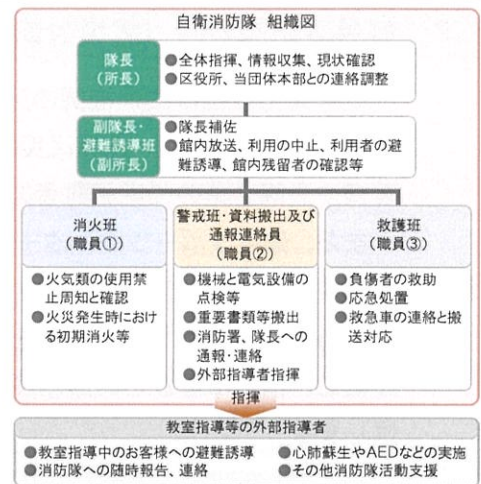 自衛消防隊 組織図
隊長
(所長)
●全体指揮、情報収集、現状確認
●区役所、当団体本部との連絡調整
副隊長・
避難誘導班
(副所長)
●隊長補佐
●館内放送、利用の中止、利用者の避
難誘導、館内残留者の確認等
消火班
(職員①)
●火気類の使用禁
止周知と確認
●火災発生時におけ
る初期消火等
警戒班・資料搬出及び
通報連絡員
(職員②)
●機械と電気設備の
点検等
●重要書類等搬出
●消防署、隊長への
通報・連絡
●外部指導者指揮
救護班
(職員③)
●負傷者の救助
●応急処置
●救急車の連絡と搬
送対応
指揮
教室指導等の外部指導者
●教室指導中のお客様への避難誘導
●消防隊への随時報告、連絡
●心肺蘇生やAEDなどの実施
●その他消防隊活動支援